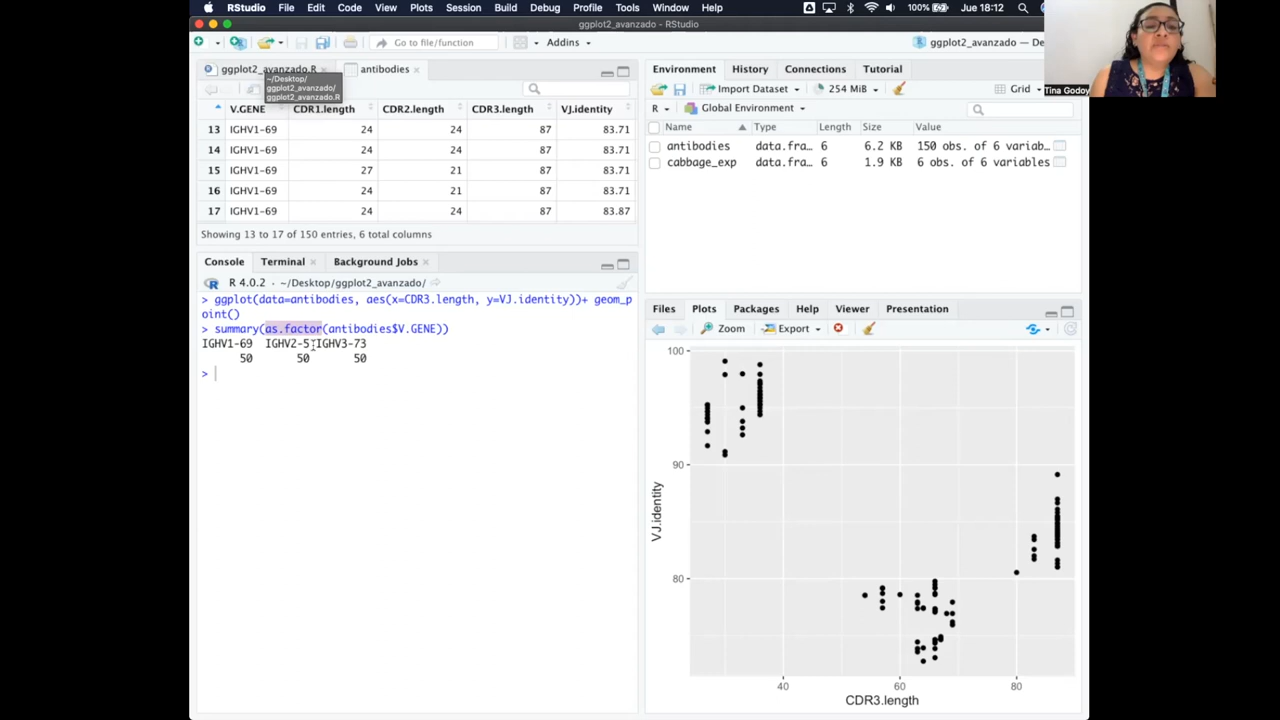 RStudio File Edit Code View Plots Session Build Debug Profile Tools Window Help 100% Jue 18:12
ggplot2_avanzado - RStudio
Go to file/function Addins ggplot2_avanzado
ggplot2_avanzado.R antibodies
~/Desktop/
ggplot2_avanzado/
ggplot2_avanzado.R
V.GENE CDR1.length CDR2.length CDR3.length VJ.identity
13 IGHV1-69 24 24 87 83.71
14 IGHV1-69 24 24 87 83.71
15 IGHV1-69 27 21 87 83.71
16 IGHV1-69 24 21 87 83.71
17 IGHV1-69 24 24 87 83.87
Showing 13 to 17 of 150 entries, 6 total columns
Console Terminal Background Jobs
R 4.0.2 · ~/Desktop/ggplot2_avanzado/
> ggplot(data=antibodies, aes(x=CDR3.length, y=VJ.identity))+ geom_p
oint()
> summary(as.factor(antibodies$V.GENE))
IGHV1-69 IGHV2-5 IGHV3-73
50 50 50
>
Environment History Connections Tutorial
Import Dataset 254 MiB Grid
R Global Environment
Name Type Length Size Value
antibodies data.fra… 6 6.2 KB 150 obs. of 6 variab…
cabbage_exp data.fra… 6 1.9 KB 6 obs. of 6 variables
Files Plots Packages Help Viewer Presentation
Zoom Export
100
90
80
VJ.identity
40 60 80
CDR3.length
Tina Godoy